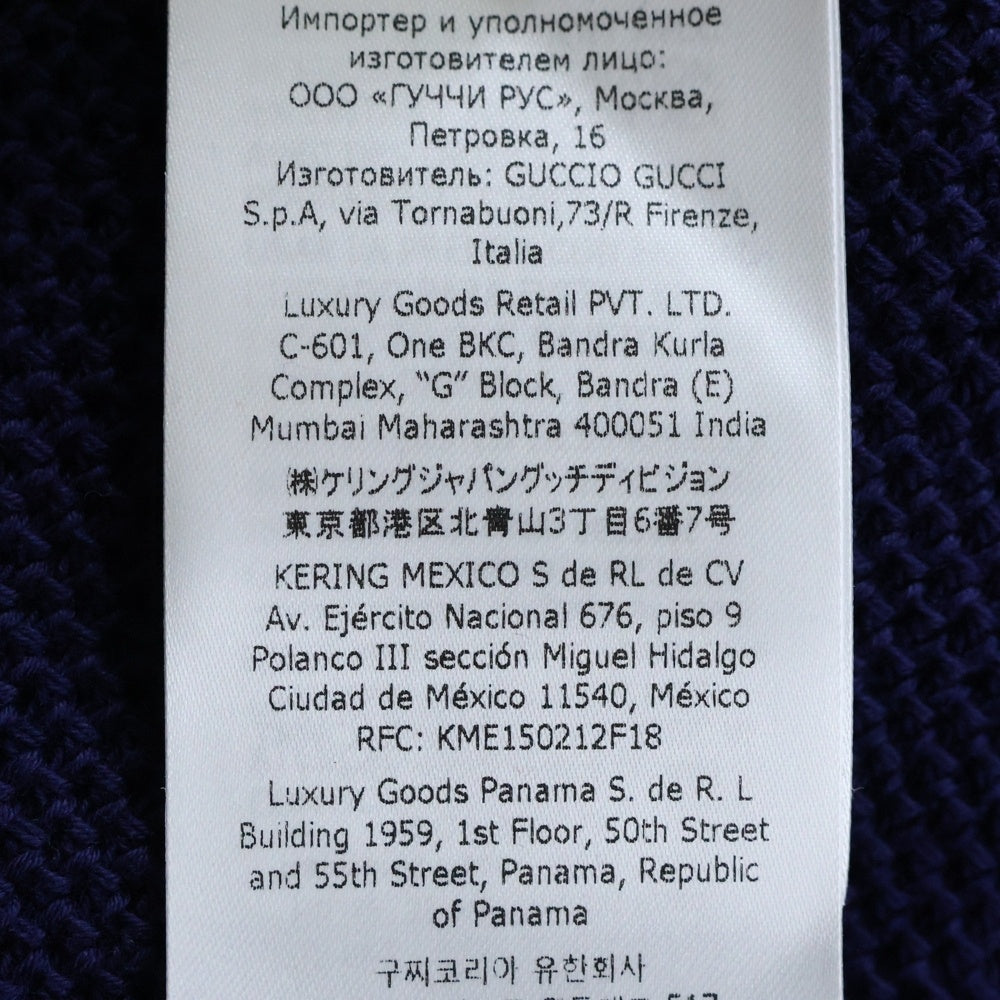 Импортер и уполномоченное
изготовителем лицо:
ООО «ГУЧЧИ РУС», Москва,
Петровка, 16
Изготовитель: GUCCIO GUCCI
S.p.A, via Tornabuoni,73/R Firenze,
Italia
Luxury Goods Retail PVT. LTD.
C-601, One BKC, Bandra Kurla
Complex, “G” Block, Bandra (E)
Mumbai Maharashtra 400051 India
㈱ケリングジャパングッチディビジョン
東京都港区北青山3丁目6番7号
KERING MEXICO S de RL de CV
Av. Ejército Nacional 676, piso 9
Polanco III sección Miguel Hidalgo
Ciudad de México 11540, México
RFC: KME150212F18
Luxury Goods Panama S. de R. L
Building 1959, 1st Floor, 50th Street
and 55th Street, Panama, Republic
of Panama
구찌코리아 유한회사